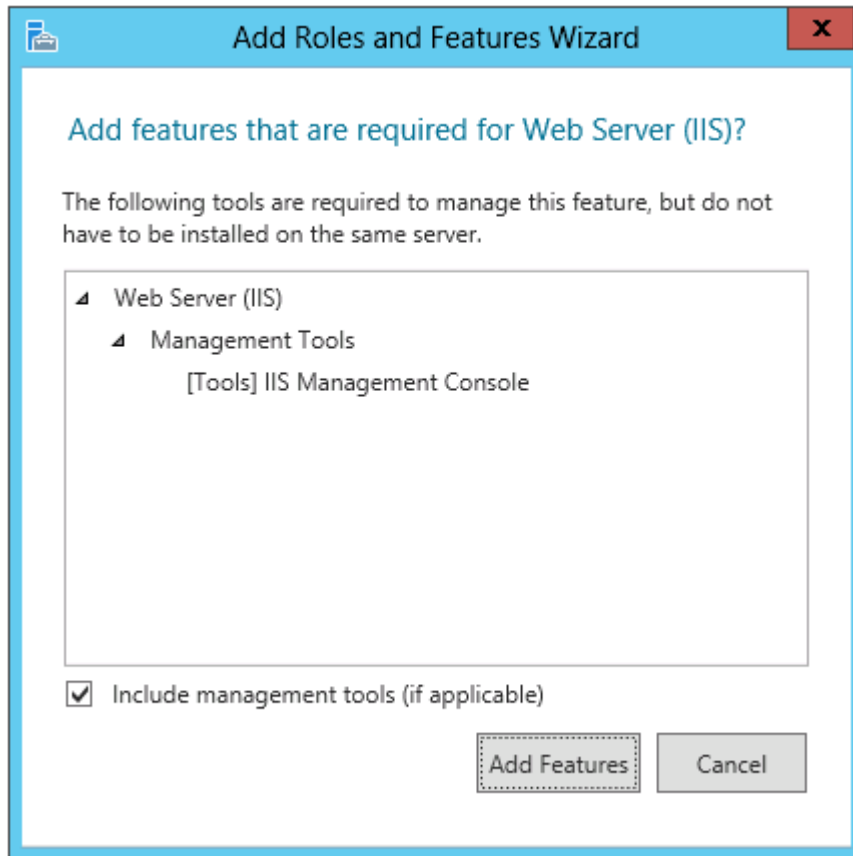 Add Roles and Features Wizard
x
Add features that are required for Web Server (IIS)?
The following tools are required to manage this feature, but do not
have to be installed on the same server.
Web Server (IIS)
Management Tools
[Tools] IIS Management Console
Include management tools (if applicable)
Add Features
Cancel